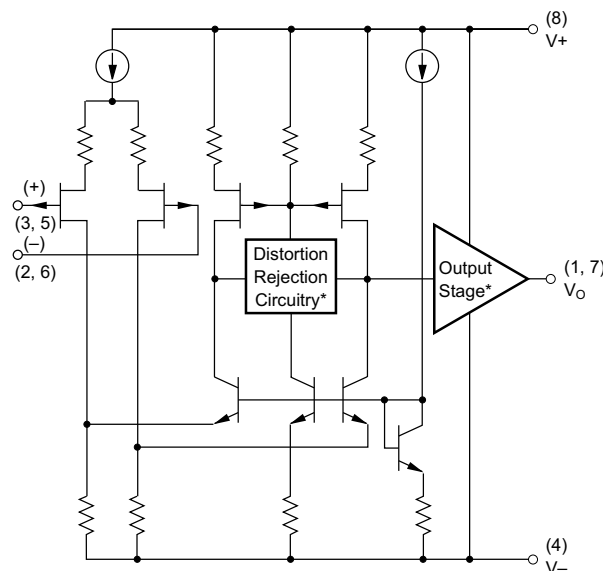 (8)
V+
(+)
(3, 5)
(–)
(2, 6)
Distortion
Rejection
Circuitry*
Output
Stage*
(1, 7)
VO
(4)
V–